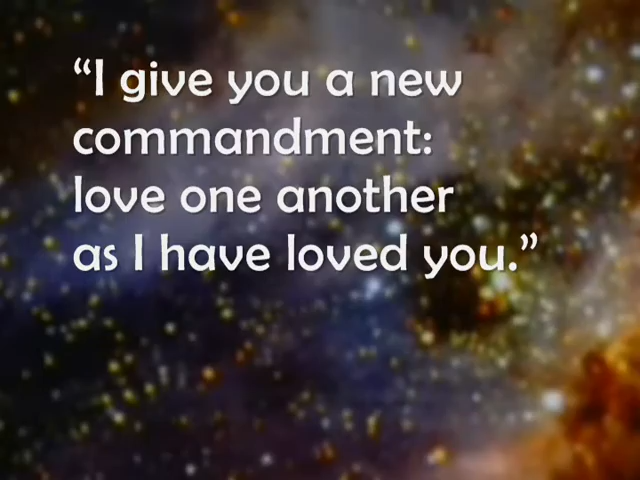 “I give you a new
commandment:
love one another
as I have loved you.”